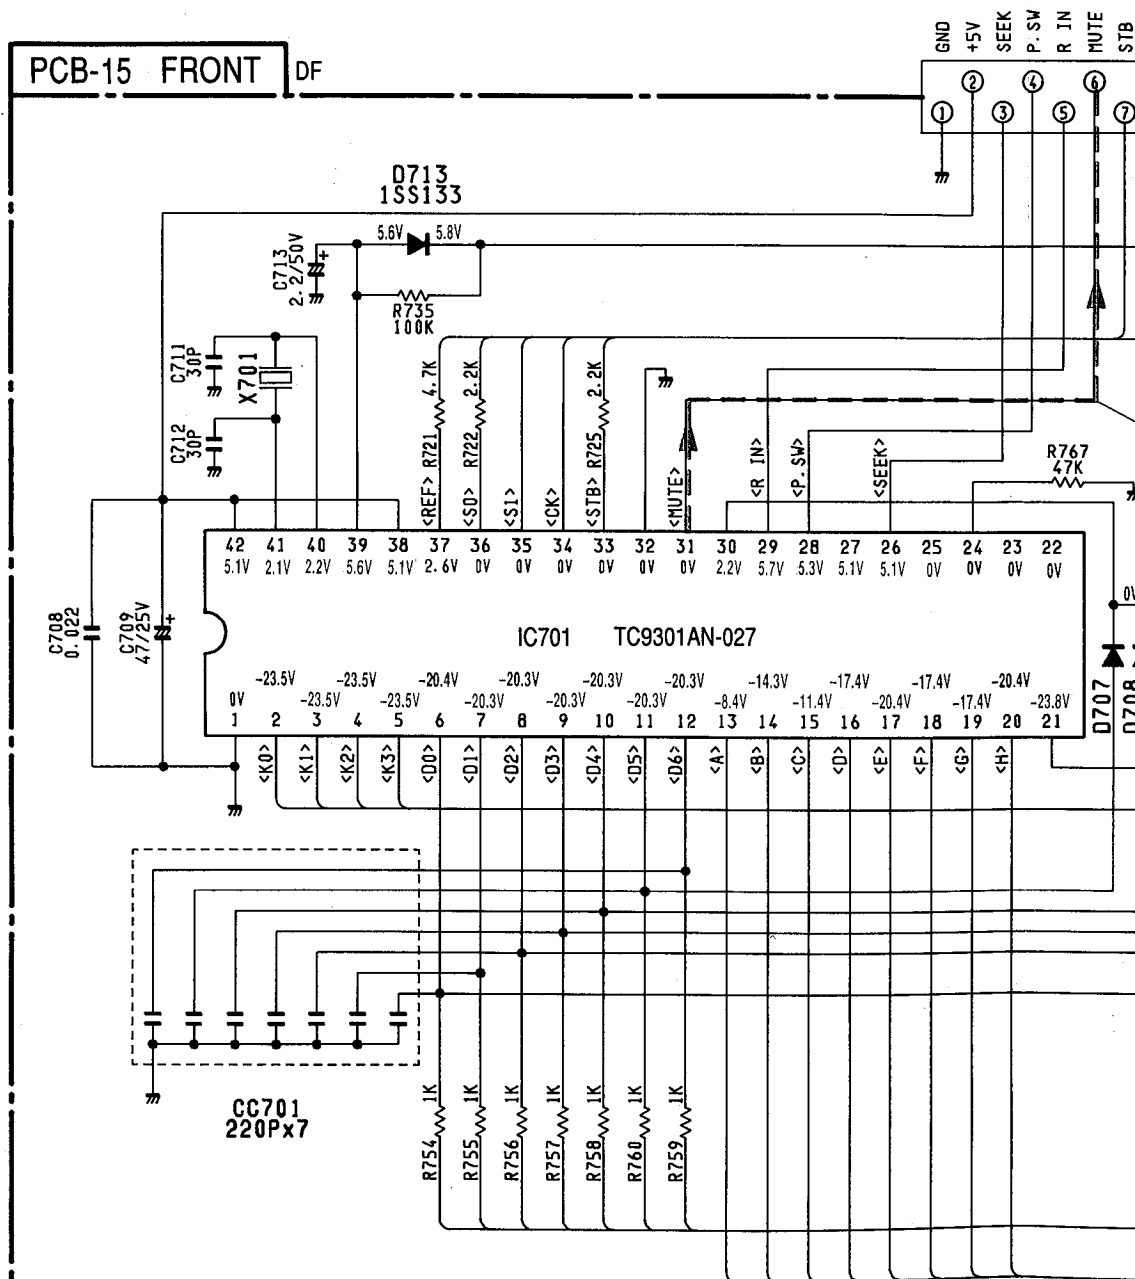 GND
+5V
SEEK
P.SW
R IN
MUTE
STB
PCB-15 FRONT
DF
2
4
6
1
3
5
7
D713
1SS133
5.6V
5.8V
C713
2.2/50V
+
R735
100K
C711
30P
X701
C712
30P
4.7K
2.2K
2.2K
<REF> R721
<S0> R722
<S1>
<CK>
<STB> R725
<MUTE>
<R IN>
<P.SW>
<SEEK>
R767
47K
42 41 40 39 38 37 36 35 34 33 32 31 30 29 28 27 26 25 24 23 22
5.1V 2.1V 2.2V 5.6V 5.1V 2.6V 0V 0V 0V 0V 0V 0V 2.2V 5.7V 5.3V 5.1V 5.1V 0V 0V 0V 0V
0V
C708
0.022
C709
47/25V
+
IC701 TC9301AN-027
-23.5V -23.5V -20.4V -20.3V -20.3V -20.3V -14.3V -17.4V -17.4V -20.4V
0V -23.5V -23.5V -20.3V -20.3V -20.3V -8.4V -11.4V -20.4V -17.4V -23.8V
1 2 3 4 5 6 7 8 9 10 11 12 13 14 15 16 17 18 19 20 21
D707
D708
<K0>
<K1>
<K2>
<K3>
<D0>
<D1>
<D2>
<D3>
<D4>
<D5>
<D6>
<A>
<B>
<C>
<D>
<E>
<F>
<G>
<H>
CC701
220Px7
R754 1K
R755 1K
R756 1K
R757 1K
R758 1K
R760 1K
R759 1K